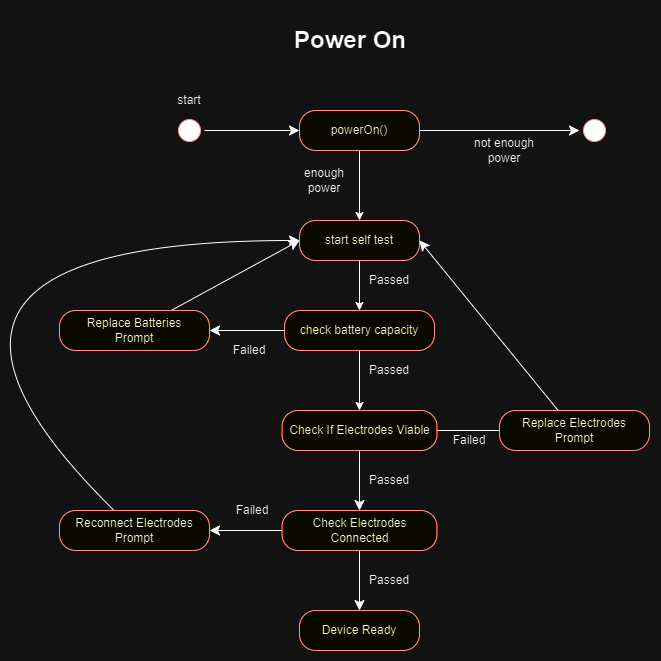 Power On
start
powerOn()
not enough
power
enough
power
start self test
Passed
Replace Batteries
Prompt
check battery capacity
Failed
Passed
Check If Electrodes Viable
Failed
Replace Electrodes
Prompt
Passed
Reconnect Electrodes
Prompt
Failed
Check Electrodes
Connected
Passed
Device Ready